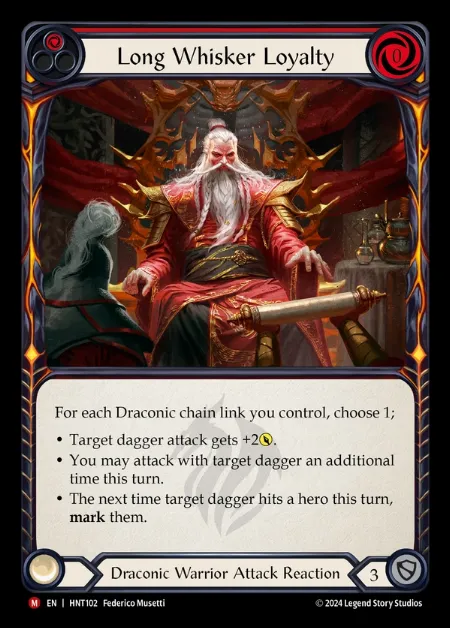 Long Whisker Loyalty
0
For each Draconic chain link you control, choose 1;
• Target dagger attack gets +2.
• You may attack with target dagger an additional
time this turn.
• The next time target dagger hits a hero this turn,
mark them.
Draconic Warrior Attack Reaction
3
M EN | HNT102 Federico Musetti
© 2024 Legend Story Studios